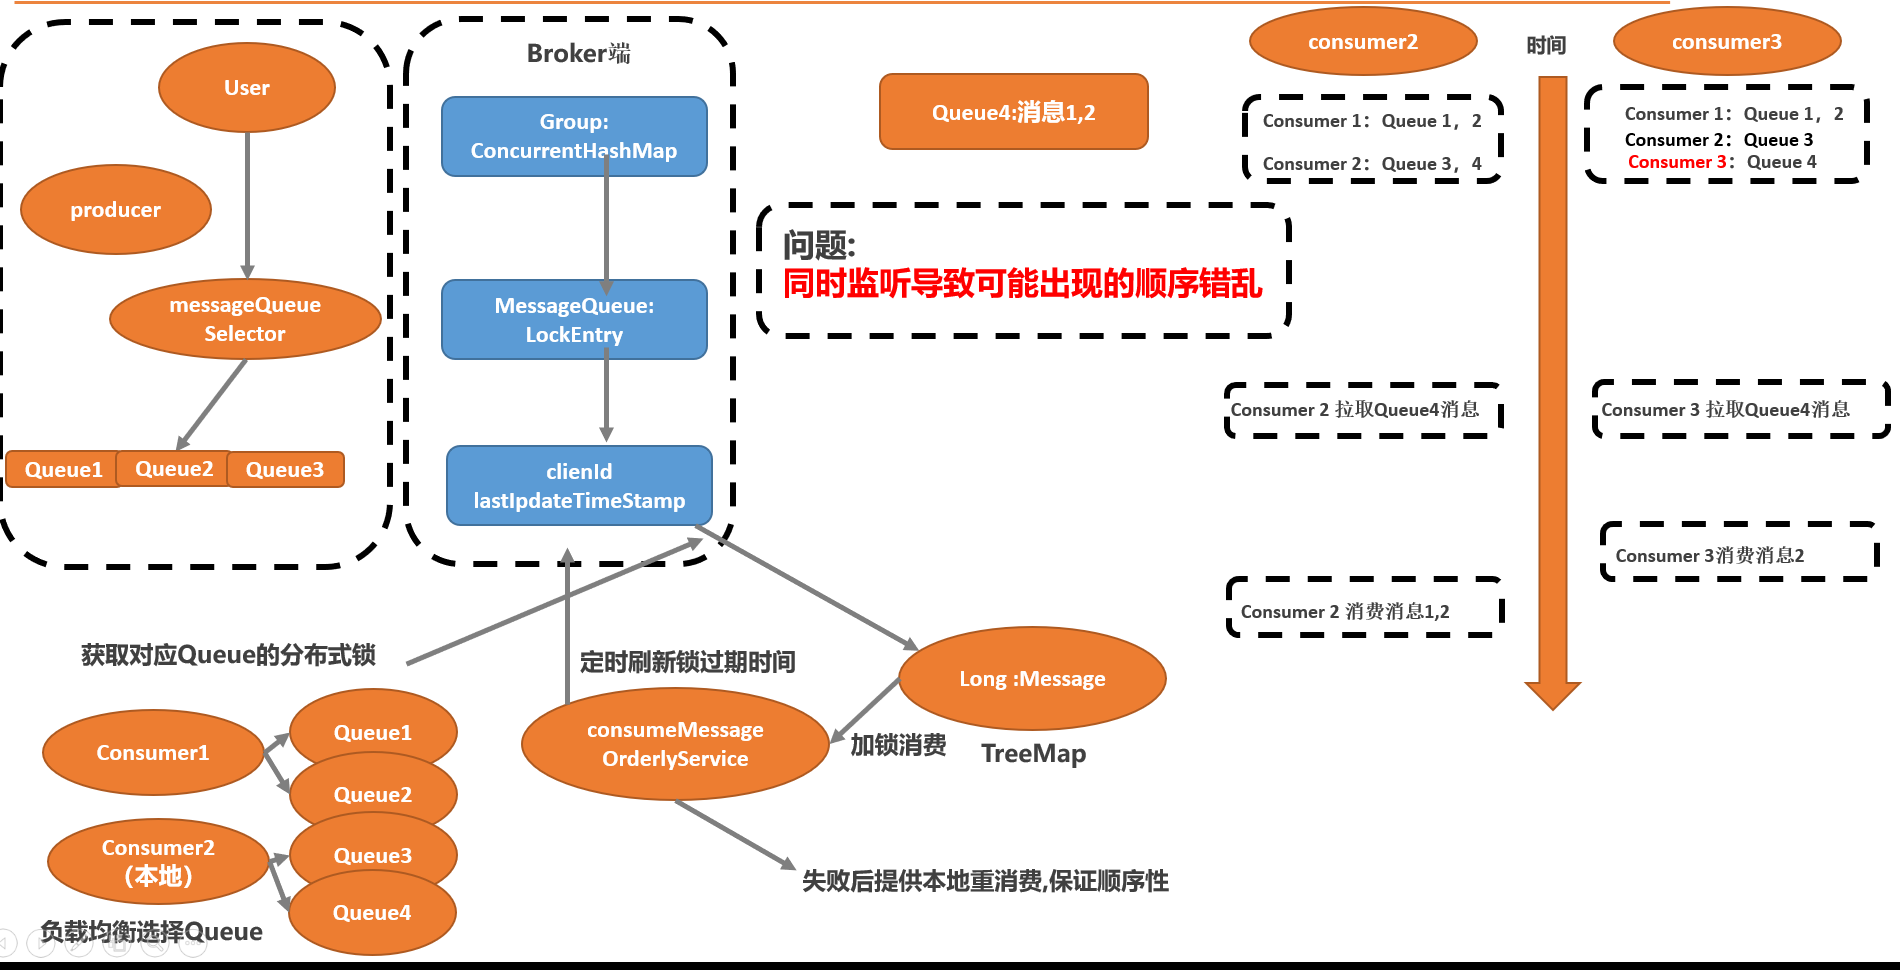 User
producer
messageQueue
Selector
Queue1
Queue2
Queue3
Broker端
Group:
ConcurrentHashMap
MessageQueue:
LockEntry
clienId
lastIpdateTimeStamp
Queue4:消息1,2
问题:
同时监听导致可能出现的顺序错乱
consumer2
时间
consumer3
Consumer 1：Queue 1，2
Consumer 2：Queue 3，4
Consumer 1：Queue 1，2
Consumer 2：Queue 3
Consumer 3：Queue 4
Consumer 2 拉取Queue4消息
Consumer 3 拉取Queue4消息
Consumer 3消费消息2
Consumer 2 消费消息1,2
获取对应Queue的分布式锁
定时刷新锁过期时间
Consumer1
Queue1
Queue2
Consumer2
（本地）
Queue3
Queue4
负载均衡选择Queue
consumeMessage
OrderlyService
Long :Message
加锁消费
TreeMap
失败后提供本地重消费,保证顺序性